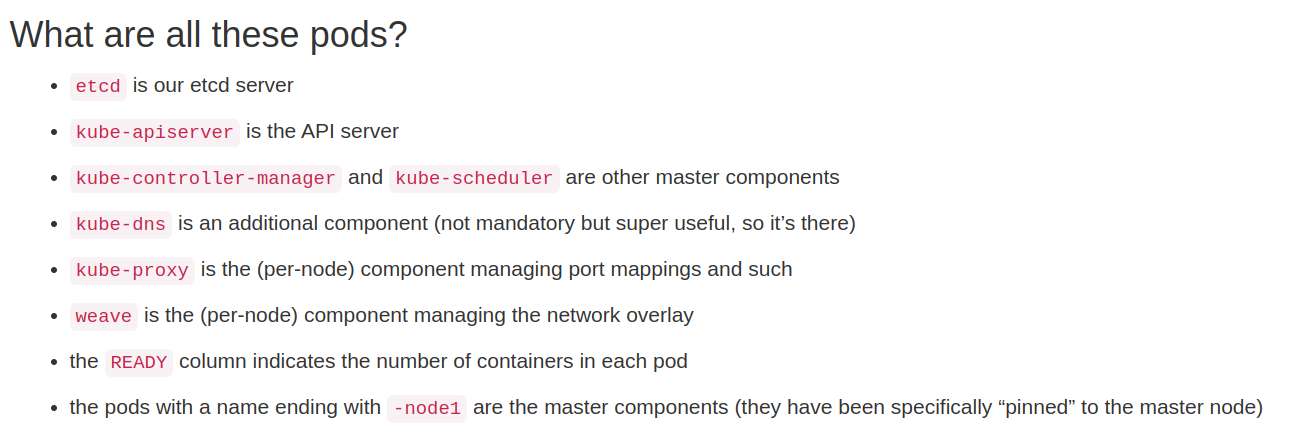 What are all these pods?
• etcd is our etcd server
• kube-apiserver is the API server
• kube-controller-manager and kube-scheduler are other master components
• kube-dns is an additional component (not mandatory but super useful, so it’s there)
• kube-proxy is the (per-node) component managing port mappings and such
• weave is the (per-node) component managing the network overlay
• the READY column indicates the number of containers in each pod
• the pods with a name ending with -node1 are the master components (they have been specifically “pinned” to the master node)